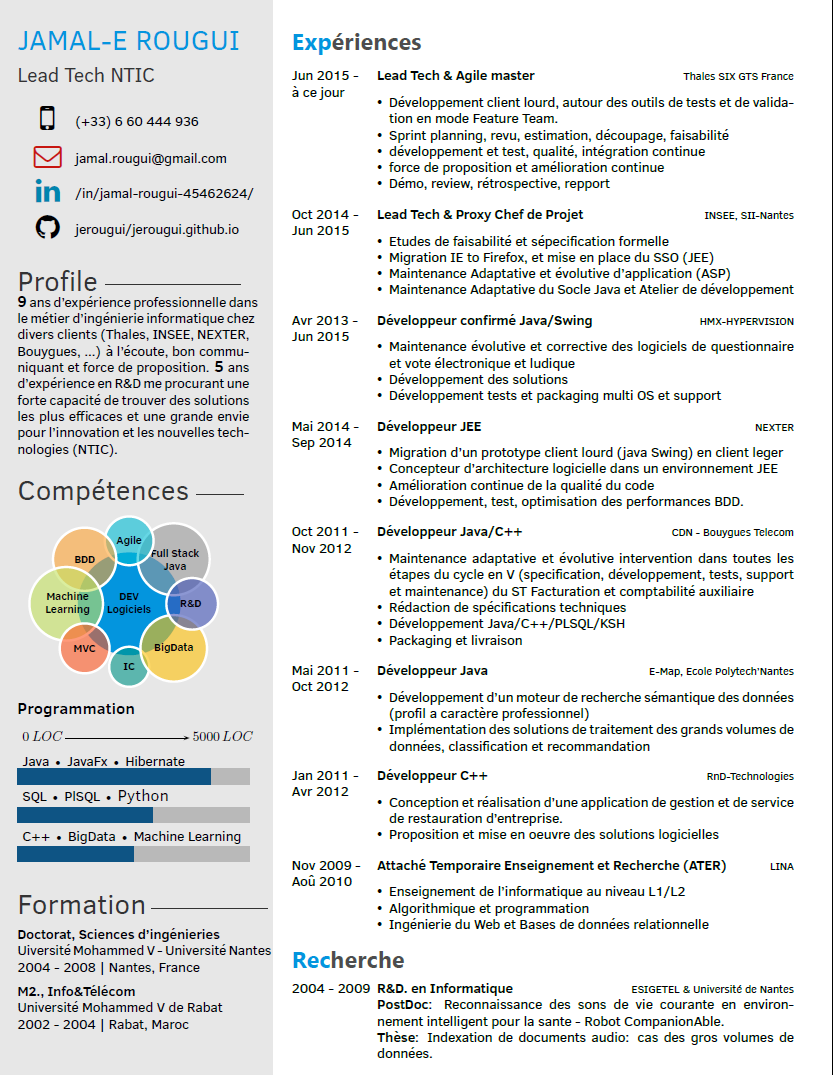 JAMAL-E ROUGUI
Lead Tech NTIC
(+33) 6 60 444 936
jamal.rougui@gmail.com
in /in/jamal-rougui-45462624/
jerougui/jerougui.github.io
Profile
9 ans d'expérience professionnelle dans
le métier d'ingénierie informatique chez
divers clients (Thales, INSEE, NEXTER,
Bouygues, ...) à l'écoute, bon commu-
niquant et force de proposition. 5 ans
d'expérience en R&D me procurant une
forte capacité de trouver des solutions
les plus efficaces et une grande envie
pour l'innovation et les nouvelles tech-
nologies (NTIC).
Compétences
Agile
BDD
Full Stack
Java
Machine
Learning
DEV
Logiciels
R&D
MVC
BigData
IC
Programmation
0 LOC 5000 LOC
Java • JavaFx • Hibernate
SQL • PlSQL • Python
C++ • BigData • Machine Learning
Formation
Doctorat, Sciences d'ingénieries
Uiversité Mohammed V - Université Nantes
2004 - 2008 | Nantes, France
M2., Info&Télécom
Université Mohammed V de Rabat
2002 - 2004 | Rabat, Maroc
Expériences
Jun 2015 - Lead Tech & Agile master Thales SIX GTS France
à ce jour
• Développement client lourd, autour des outils de tests et de valida-
tion en mode Feature Team.
• Sprint planning, revu, estimation, découpage, faisabilité
• développement et test, qualité, intégration continue
• force de proposition et amélioration continue
• Démo, review, rétrospective, repport
Oct 2014 - Lead Tech & Proxy Chef de Projet INSEE, SII-Nantes
Jun 2015
• Etudes de faisabilité et sépecification formelle
• Migration IE to Firefox, et mise en place du SSO (JEE)
• Maintenance Adaptative et évolutive d'application (ASP)
• Maintenance Adaptative du Socle Java et Atelier de développement
Avr 2013 - Développeur confirmé Java/Swing HMX-HYPERVISION
Jun 2015
• Maintenance évolutive et corrective des logiciels de questionnaire
et vote électronique et ludique
• Développement des solutions
• Développement tests et packaging multi OS et support
Mai 2014 - Développeur JEE NEXTER
Sep 2014
• Migration d'un prototype client lourd (java Swing) en client leger
• Concepteur d'architecture logicielle dans un environnement JEE
• Amélioration continue de la qualité du code
• Développement, test, optimisation des performances BDD.
Oct 2011 - Développeur Java/C++ CDN - Bouygues Telecom
Nov 2012
• Maintenance adaptative et évolutive intervention dans toutes les
étapes du cycle en V (specification, développement, tests, support
et maintenance) du ST Facturation et comptabilité auxiliaire
• Rédaction de spécifications techniques
• Développement Java/C++/PLSQL/KSH
• Packaging et livraison
Mai 2011 - Développeur Java E-Map, Ecole Polytech'Nantes
Oct 2012
• Développement d'un moteur de recherche sémantique des données
(profil a caractère professionnel)
• Implémentation des solutions de traitement des grands volumes de
données, classification et recommandation
Jan 2011 - Développeur C++ RnD-Technologies
Avr 2012
• Conception et réalisation d'une application de gestion et de service
de restauration d'entreprise.
• Proposition et mise en oeuvre des solutions logicielles
Nov 2009 - Attaché Temporaire Enseignement et Recherche (ATER) LINA
Aoû 2010
• Enseignement de l'informatique au niveau L1/L2
• Algorithmique et programmation
• Ingénierie du Web et Bases de données relationnelle
Recherche
2004 - 2009 R&D. en Informatique ESIGETEL & Université de Nantes
PostDoc: Reconnaissance des sons de vie courante en environ-
nement intelligent pour la sante - Robot CompanionAble.
Thèse: Indexation de documents audio: cas des gros volumes de
données.